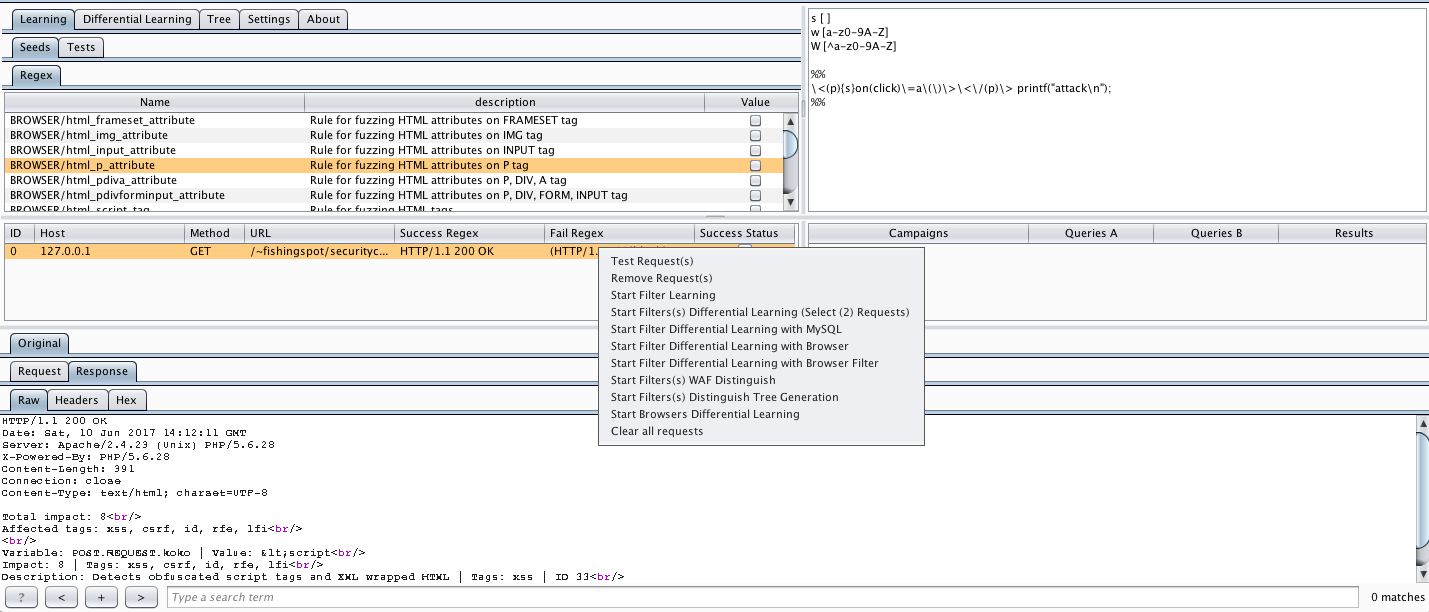 Learning Differential Learning Tree Settings About
Seeds Tests
Regex
Name description Value
BROWSER/html_frameset_attribute Rule for fuzzing HTML attributes on FRAMESET tag
BROWSER/html_img_attribute Rule for fuzzing HTML attributes on IMG tag
BROWSER/html_input_attribute Rule for fuzzing HTML attributes on INPUT tag
BROWSER/html_p_attribute Rule for fuzzing HTML attributes on P tag
BROWSER/html_pdiva_attribute Rule for fuzzing HTML attributes on P, DIV, A tag
BROWSER/html_pdivforminput_attribute Rule for fuzzing HTML attributes on P, DIV, FORM, INPUT tag
BROWSER/html_script_tag Rule for fuzzing HTML tags
s [ ]
w [a-z0-9A-Z]
W [^a-z0-9A-Z]
%%
\<(p){s}on(click)\=a\(\)\>\<\/(p)\> printf("attack\n");
%%
ID Host Method URL Success Regex Fail Regex Success Status
0 127.0.0.1 GET /~fishingspot/securityc... HTTP/1.1 200 OK (HTTP/1.
Campaigns Queries A Queries B Results
Test Request(s)
Remove Request(s)
Start Filter Learning
Start Filters(s) Differential Learning (Select (2) Requests)
Start Filter Differential Learning with MySQL
Start Filter Differential Learning with Browser
Start Filter Differential Learning with Browser Filter
Start Filters(s) WAF Distinguish
Start Filters(s) Distinguish Tree Generation
Start Browsers Differential Learning
Clear all requests
Original
Request Response
Raw Headers Hex
HTTP/1.1 200 OK
Date: Sat, 10 Jun 2017 14:12:11 GMT
Server: Apache/2.4.23 (Unix) PHP/5.6.28
X-Powered-By: PHP/5.6.28
Content-Length: 391
Connection: close
Content-Type: text/html; charset=UTF-8
Total impact: 8<br/>
Affected tags: xss, csrf, id, rfe, lfi<br/>
<br/>
Variable: POST.REQUEST.koko | Value: &lt;script<br/>
Impact: 8 | Tags: xss, csrf, id, rfe, lfi<br/>
Description: Detects obfuscated script tags and XML wrapped HTML | Tags: xss | ID 33<br/>
? < + > Type a search term 0 matches